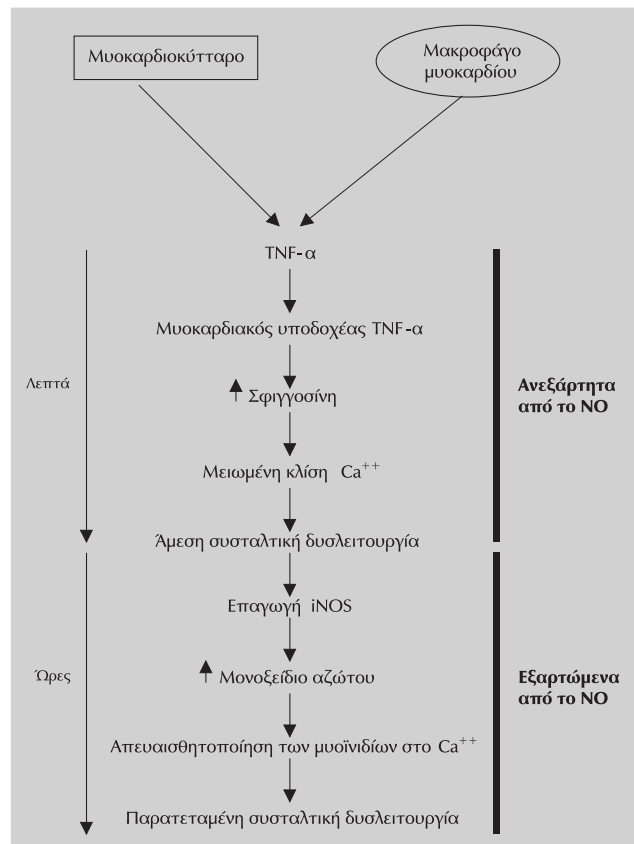 Μυοκαρδιοκύτταρο
Μακροφάγο
μυοκαρδίου
TNF-α
Μυοκαρδιακός υποδοχέας TNF-α
Λεπτά
Σφιγγοσίνη
Ανεξάρτητα
από το NO
Μειωμένη κλίση Ca++
Άμεση συσταλτική δυσλειτουργία
Επαγωγή iNOS
Ώρες
Μονοξείδιο αζώτου
Εξαρτώμενα
από το NO
Απευαισθητοποίηση των μυοϊνιδίων στο Ca++
Παρατεταμένη συσταλτική δυσλειτουργία